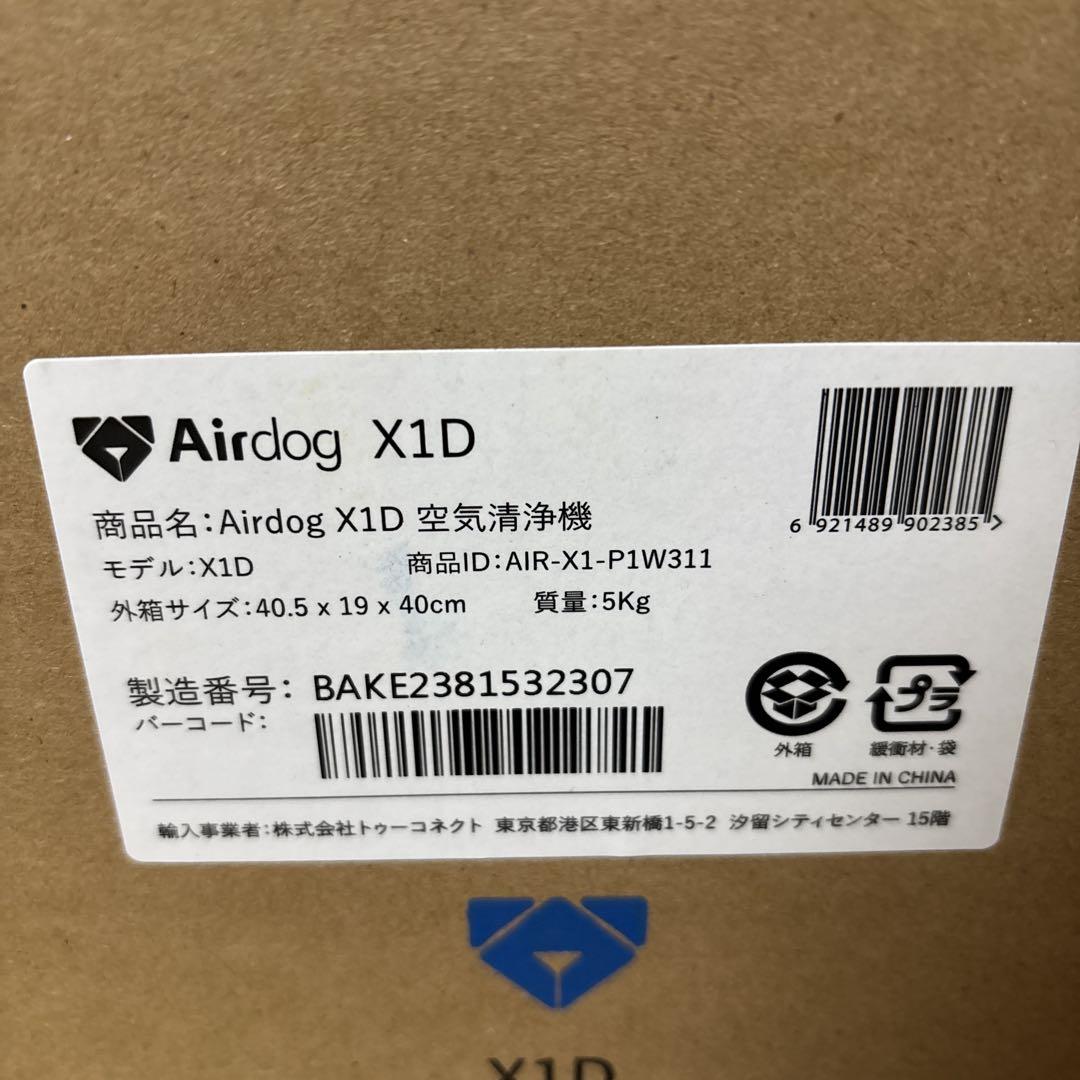 Airdog X1D
6 921489 902385 >
商品名:Airdog X1D 空気清浄機
モデル:X1D 商品ID:AIR-X1-P1W311
外箱サイズ:40.5 x 19 x 40cm 質量:5Kg
製造番号: BAKE2381532307
バーコード:
プラ
外箱 緩衝材・袋
MADE IN CHINA
輸入事業者:株式会社トゥーコネクト 東京都港区東新橋1-5-2 汐留シティセンター 15階
X1D